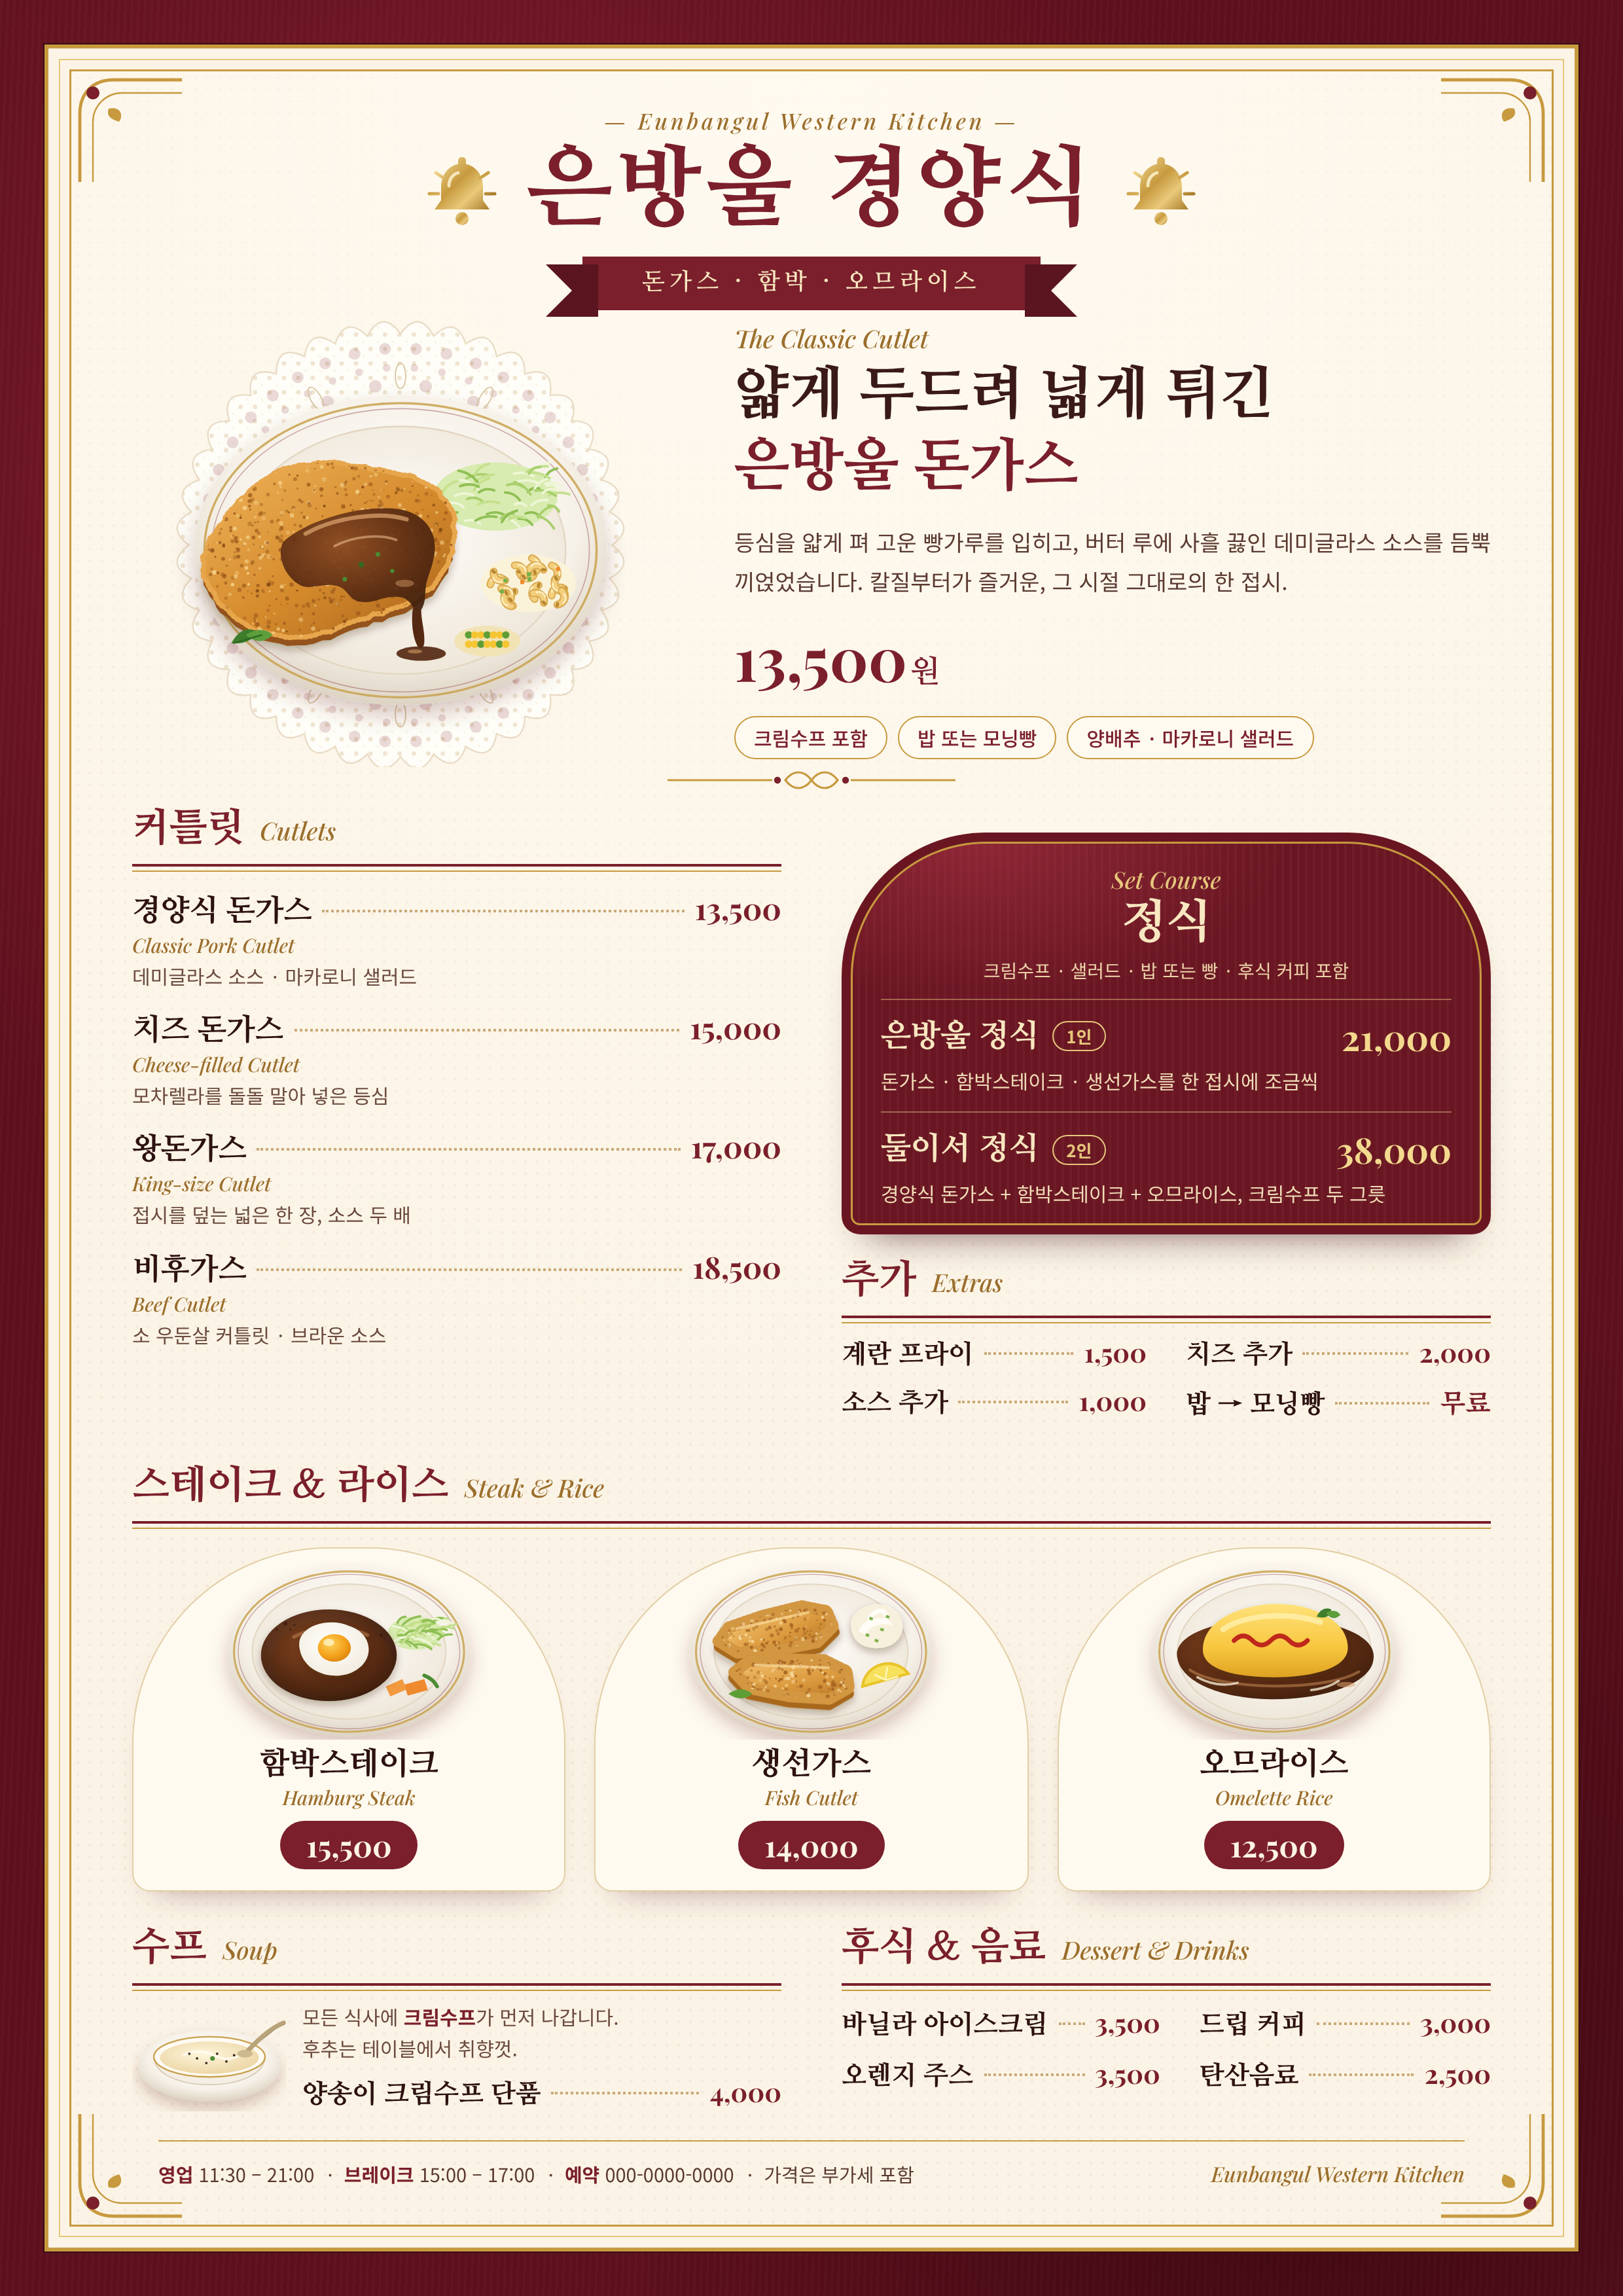 — Eunbangul Western Kitchen —
은방울 경양식
돈가스 · 함박 · 오므라이스
The Classic Cutlet
얇게 두드려 넓게 튀긴
은방울 돈가스
등심을 얇게 펴 고운 빵가루를 입히고, 버터 루에 사흘 끓인 데미글라스 소스를 듬뿍
끼얹었습니다. 칼질부터가 즐거운, 그 시절 그대로의 한 접시.
13,500원
크림수프 포함
밥 또는 모닝빵
양배추 · 마카로니 샐러드
커틀릿 Cutlets
경양식 돈가스 13,500
Classic Pork Cutlet
데미글라스 소스 · 마카로니 샐러드
치즈 돈가스 15,000
Cheese-filled Cutlet
모차렐라를 돌돌 말아 넣은 등심
왕돈가스 17,000
King-size Cutlet
접시를 덮는 넓은 한 장, 소스 두 배
비후가스 18,500
Beef Cutlet
소 우둔살 커틀릿 · 브라운 소스
Set Course
정식
크림수프 · 샐러드 · 밥 또는 빵 · 후식 커피 포함
은방울 정식 1인 21,000
돈가스 · 함박스테이크 · 생선가스를 한 접시에 조금씩
둘이서 정식 2인 38,000
경양식 돈가스 + 함박스테이크 + 오므라이스, 크림수프 두 그릇
추가 Extras
계란 프라이 1,500
치즈 추가 2,000
소스 추가 1,000
밥 → 모닝빵 무료
스테이크 & 라이스 Steak & Rice
함박스테이크
Hamburg Steak
15,500
생선가스
Fish Cutlet
14,000
오므라이스
Omelette Rice
12,500
수프 Soup
모든 식사에 크림수프가 먼저 나갑니다.
후추는 테이블에서 취향껏.
양송이 크림수프 단품 4,000
후식 & 음료 Dessert & Drinks
바닐라 아이스크림 3,500
드립 커피 3,000
오렌지 주스 3,500
탄산음료 2,500
영업 11:30 – 21:00 · 브레이크 15:00 – 17:00 · 예약 000-0000-0000 · 가격은 부가세 포함
Eunbangul Western Kitchen